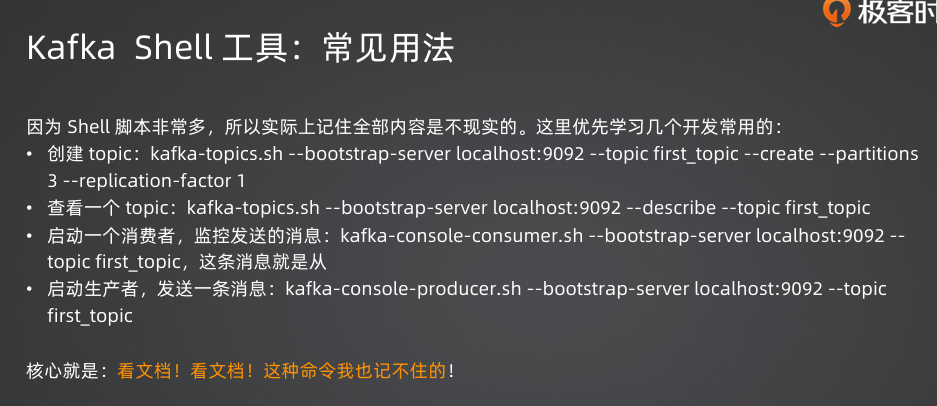 极客时
Kafka Shell 工具：常见用法
因为 Shell 脚本非常多，所以实际上记住全部内容是不现实的。这里优先学习几个开发常用的：
• 创建 topic：kafka-topics.sh --bootstrap-server localhost:9092 --topic first_topic --create --partitions
3 --replication-factor 1
• 查看一个 topic：kafka-topics.sh --bootstrap-server localhost:9092 --describe --topic first_topic
• 启动一个消费者，监控发送的消息：kafka-console-consumer.sh --bootstrap-server localhost:9092 --
topic first_topic，这条消息就是从
• 启动生产者，发送一条消息：kafka-console-producer.sh --bootstrap-server localhost:9092 --topic
first_topic
核心就是：看文档！看文档！这种命令我也记不住的！